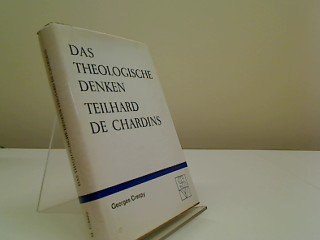 DAS
THEOLOGISCHE
DENKEN
TEILHARD
DE CHARDINS
Georges Crespy